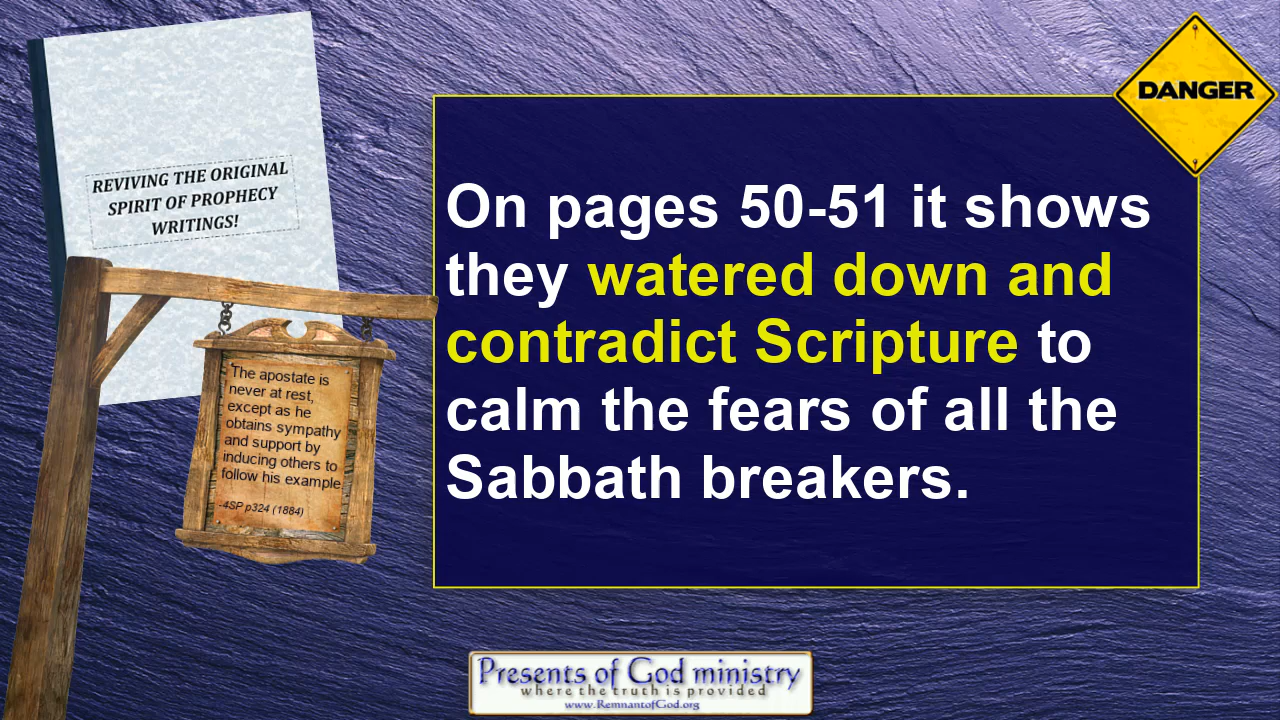 REVIVING THE ORIGINAL
SPIRIT OF PROPHECY
WRITINGS!
The apostate is
never at rest,
except as he
obtains sympathy
and support by
inducing others to
follow his example
-4SP p324 (1884)
DANGER
On pages 50-51 it shows
they watered down and
contradict Scripture to
calm the fears of all the
Sabbath breakers.
Presents of God ministry
where the truth is provided
www.RemnantofGod.org